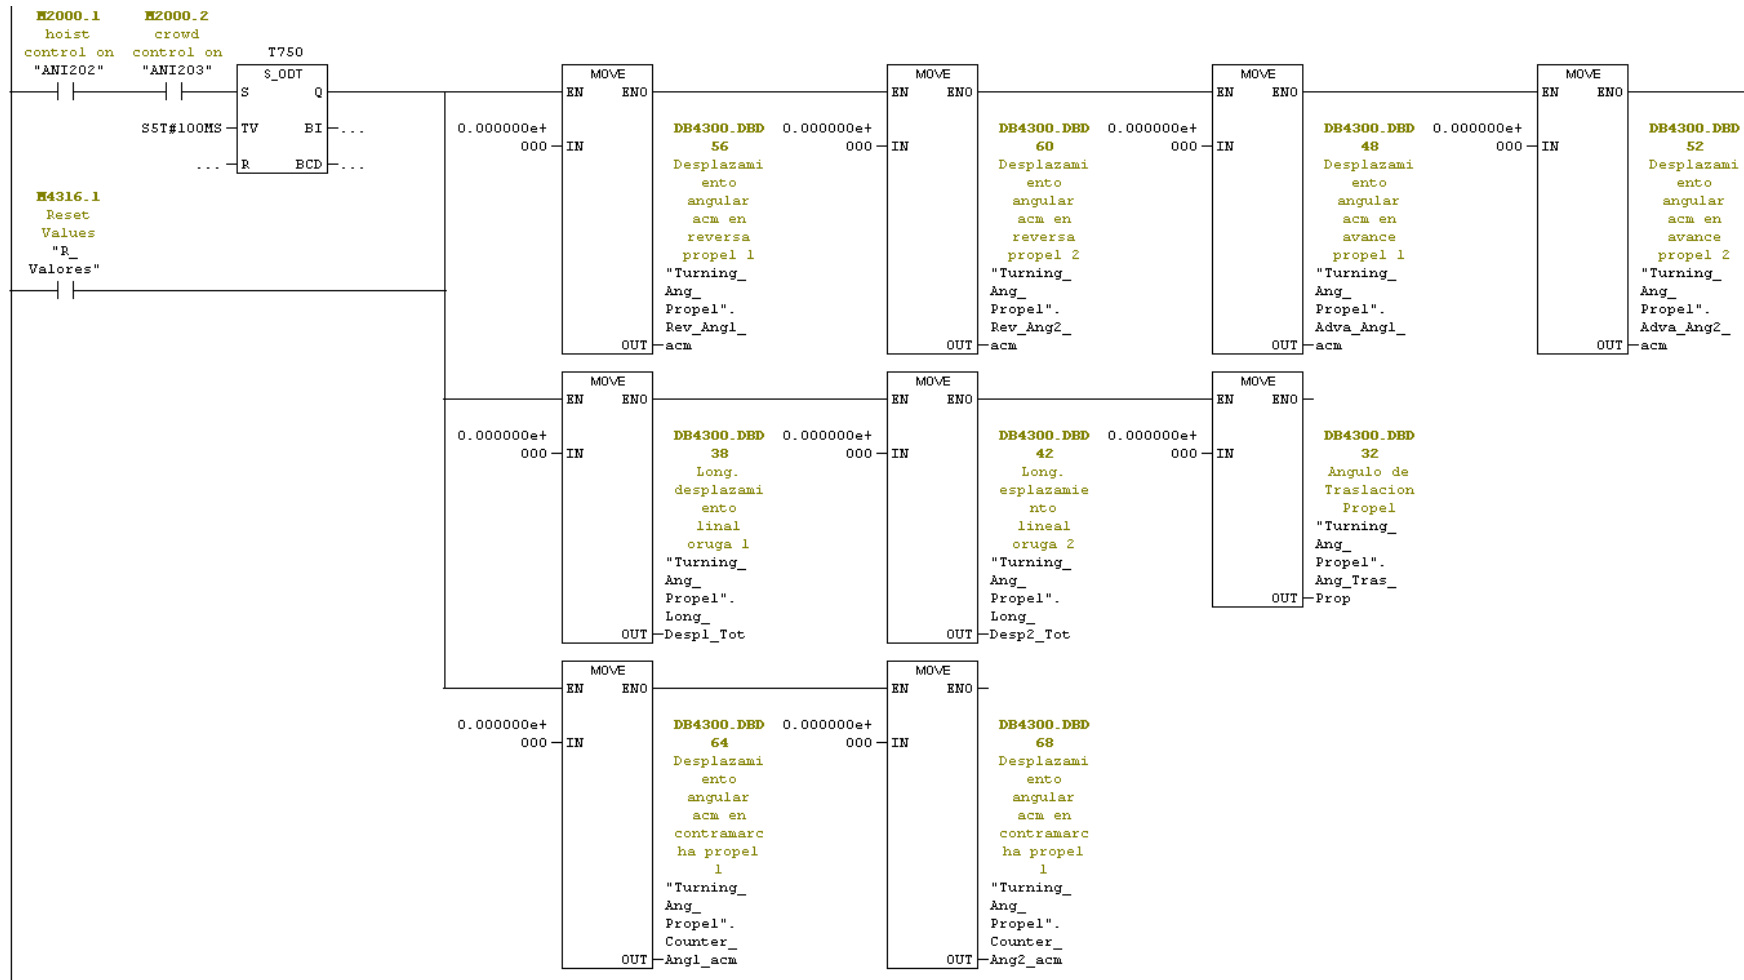 M2000.1
hoist
control on
"ANI202"
M2000.2
crowd
control on
"ANI203"
T750
S_ODT
S
Q
S5T#100MS
TV
BI
...
...
R
BCD
...
M4316.1
Reset
Values
"R_
Valores"
MOVE
EN
ENO
0.000000e+
000
IN
DB4300.DBD
56
Desplazami
ento
angular
acm en
reversa
propel 1
"Turning_
Ang_
Propel".
Rev_Ang1_
OUT
acm
MOVE
EN
ENO
0.000000e+
000
IN
DB4300.DBD
60
Desplazami
ento
angular
acm en
reversa
propel 2
"Turning_
Ang_
Propel".
Rev_Ang2_
OUT
acm
MOVE
EN
ENO
0.000000e+
000
IN
DB4300.DBD
48
Desplazami
ento
angular
acm en
avance
propel 1
"Turning_
Ang_
Propel".
Adva_Ang1_
OUT
acm
MOVE
EN
ENO
0.000000e+
000
IN
DB4300.DBD
52
Desplazami
ento
angular
acm en
avance
propel 2
"Turning_
Ang_
Propel".
Adva_Ang2_
OUT
acm
MOVE
EN
ENO
0.000000e+
000
IN
DB4300.DBD
38
Long.
desplazami
ento
linal
oruga 1
"Turning_
Ang_
Propel".
Long_
OUT
Desp1_Tot
MOVE
EN
ENO
0.000000e+
000
IN
DB4300.DBD
42
Long.
esplazamie
nto
lineal
oruga 2
"Turning_
Ang_
Propel".
Long_
OUT
Desp2_Tot
MOVE
EN
ENO
0.000000e+
000
IN
DB4300.DBD
32
Angulo de
Traslacion
Propel
"Turning_
Ang_
Propel".
Ang_Tras_
OUT
Prop
MOVE
EN
ENO
0.000000e+
000
IN
DB4300.DBD
64
Desplazami
ento
angular
acm en
contramarc
ha propel
1
"Turning_
Ang_
Propel".
Counter_
OUT
Ang1_acm
MOVE
EN
ENO
0.000000e+
000
IN
DB4300.DBD
68
Desplazami
ento
angular
acm en
contramarc
ha propel
1
"Turning_
Ang_
Propel".
Counter_
OUT
Ang2_acm